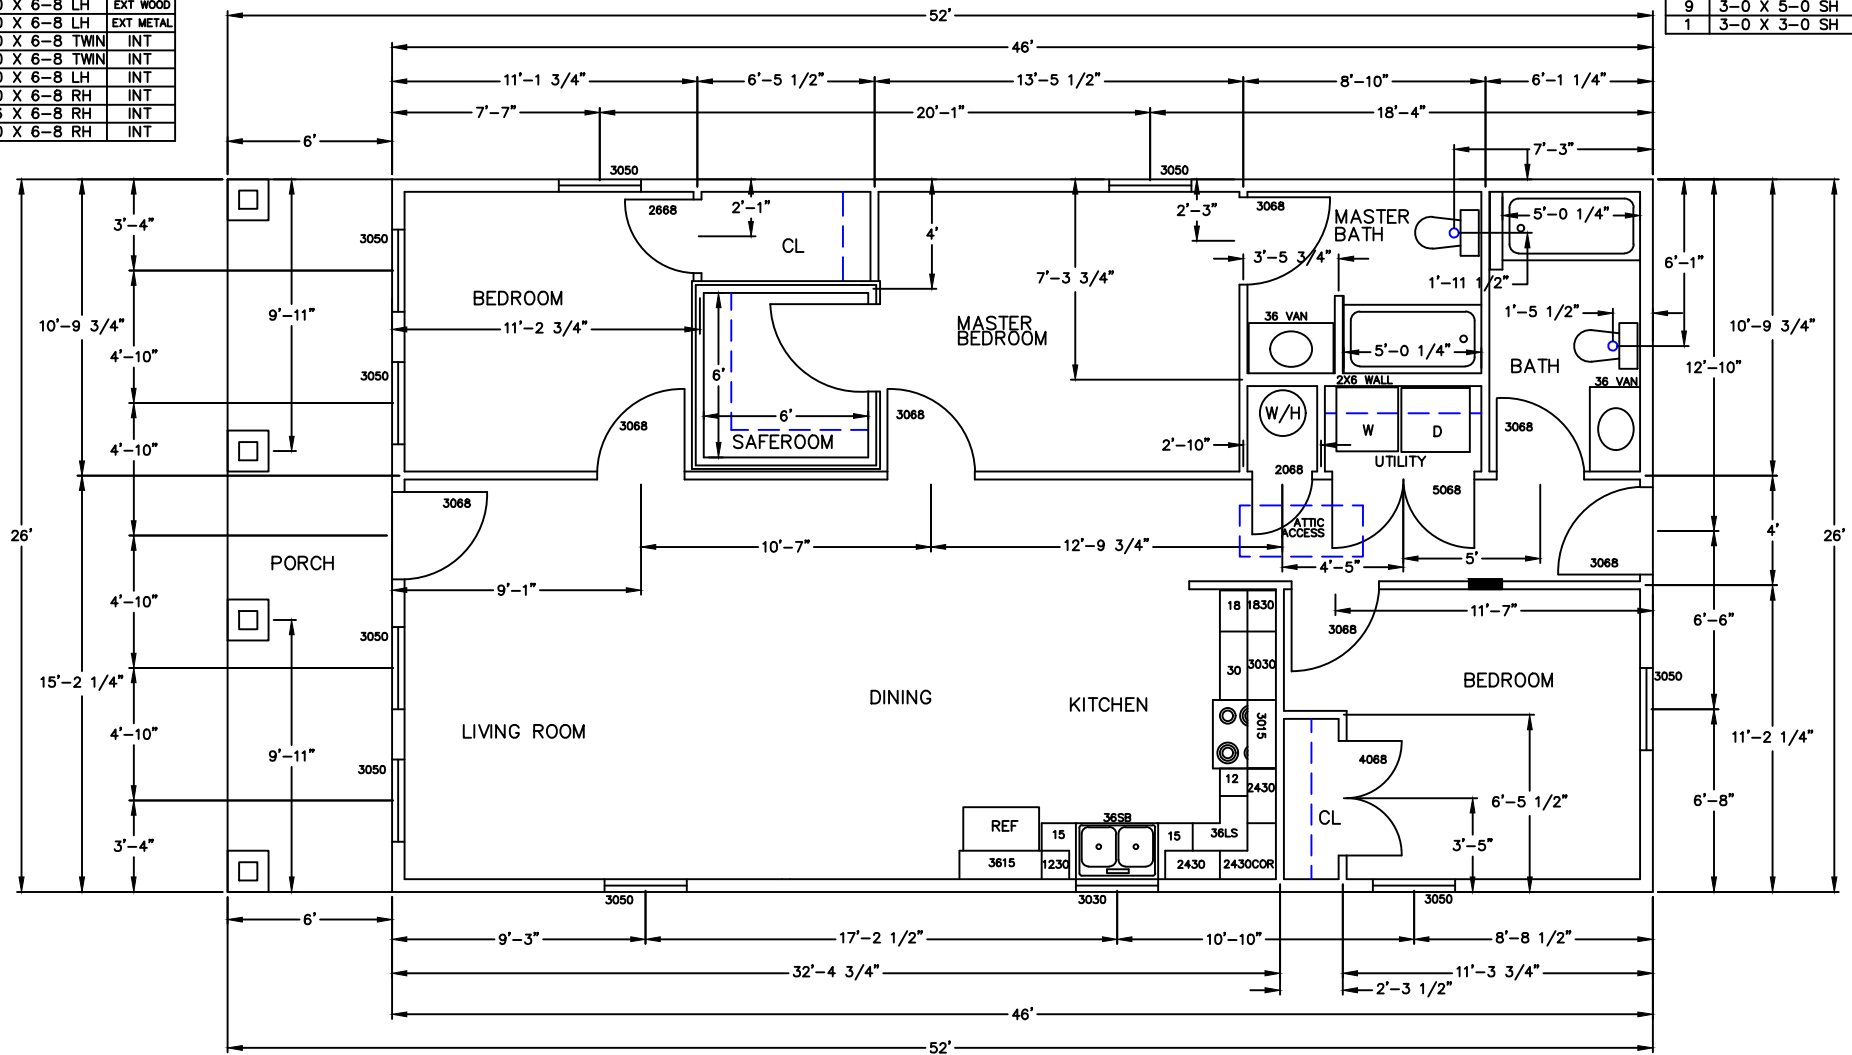 0 X 6-8 LH EXT WOOD
0 X 6-8 LH EXT METAL
0 X 6-8 TWIN INT
0 X 6-8 TWIN INT
0 X 6-8 LH INT
0 X 6-8 RH INT
6 X 6-8 RH INT
0 X 6-8 RH INT
9 3-0 X 5-0 SH
1 3-0 X 3-0 SH
52'
46'
11'-1 3/4" 6'-5 1/2" 13'-5 1/2" 8'-10" 6'-1 1/4"
7'-7" 20'-1" 18'-4"
6' 7'-3"
3050 3050
2668 2'-1" 2'-3" 3068 MASTER
BATH 5'-0 1/4"
3'-4" 3050 CL 4' 3'-5 3/4" 6'-1"
7'-3 3/4" 1'-11 1/2"
BEDROOM 9'-11" 1'-5 1/2"
10'-9 3/4" 11'-2 3/4" MASTER
BEDROOM 36 VAN 10'-9 3/4"
4'-10" 5'-0 1/4"
3050 6' BATH 12'-10"
2X6 WALL 36 VAN
6' W/H
3068 3068 W D 3068
4'-10" SAFEROOM 2'-10"
UTILITY
2068
3068 5068
26' ATTIC
ACCESS 4' 26'
10'-7" 12'-9 3/4" 5'
PORCH 4'-5" 3068
9'-1"
4'-10" 18 1830 11'-7"
3050 3068 6'-6"
30 3030
15'-2 1/4" DINING BEDROOM 3050
KITCHEN
LIVING ROOM 3015
4'-10" 11'-2 1/4"
9'-11" 4068
3050 12 2430
6'-5 1/2" 6'-8"
36SB CL
REF 15 15 36LS
3'-4" 3'-5"
3615 1230 2430 2430COR
3050 3030 3050
6'
9'-3" 17'-2 1/2" 10'-10" 8'-8 1/2"
32'-4 3/4" 11'-3 3/4"
2'-3 1/2"
46'
52'